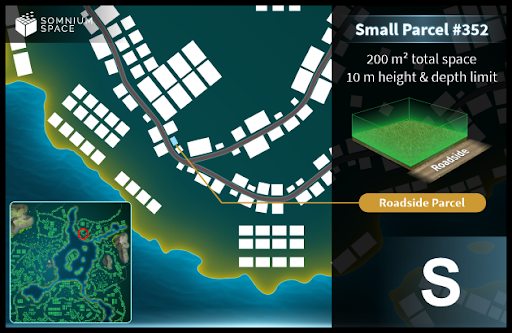 SOMNIUM
SPACE
Small Parcel #352
200 m² total space
10 m height & depth limit
Roadside
Roadside Parcel
S